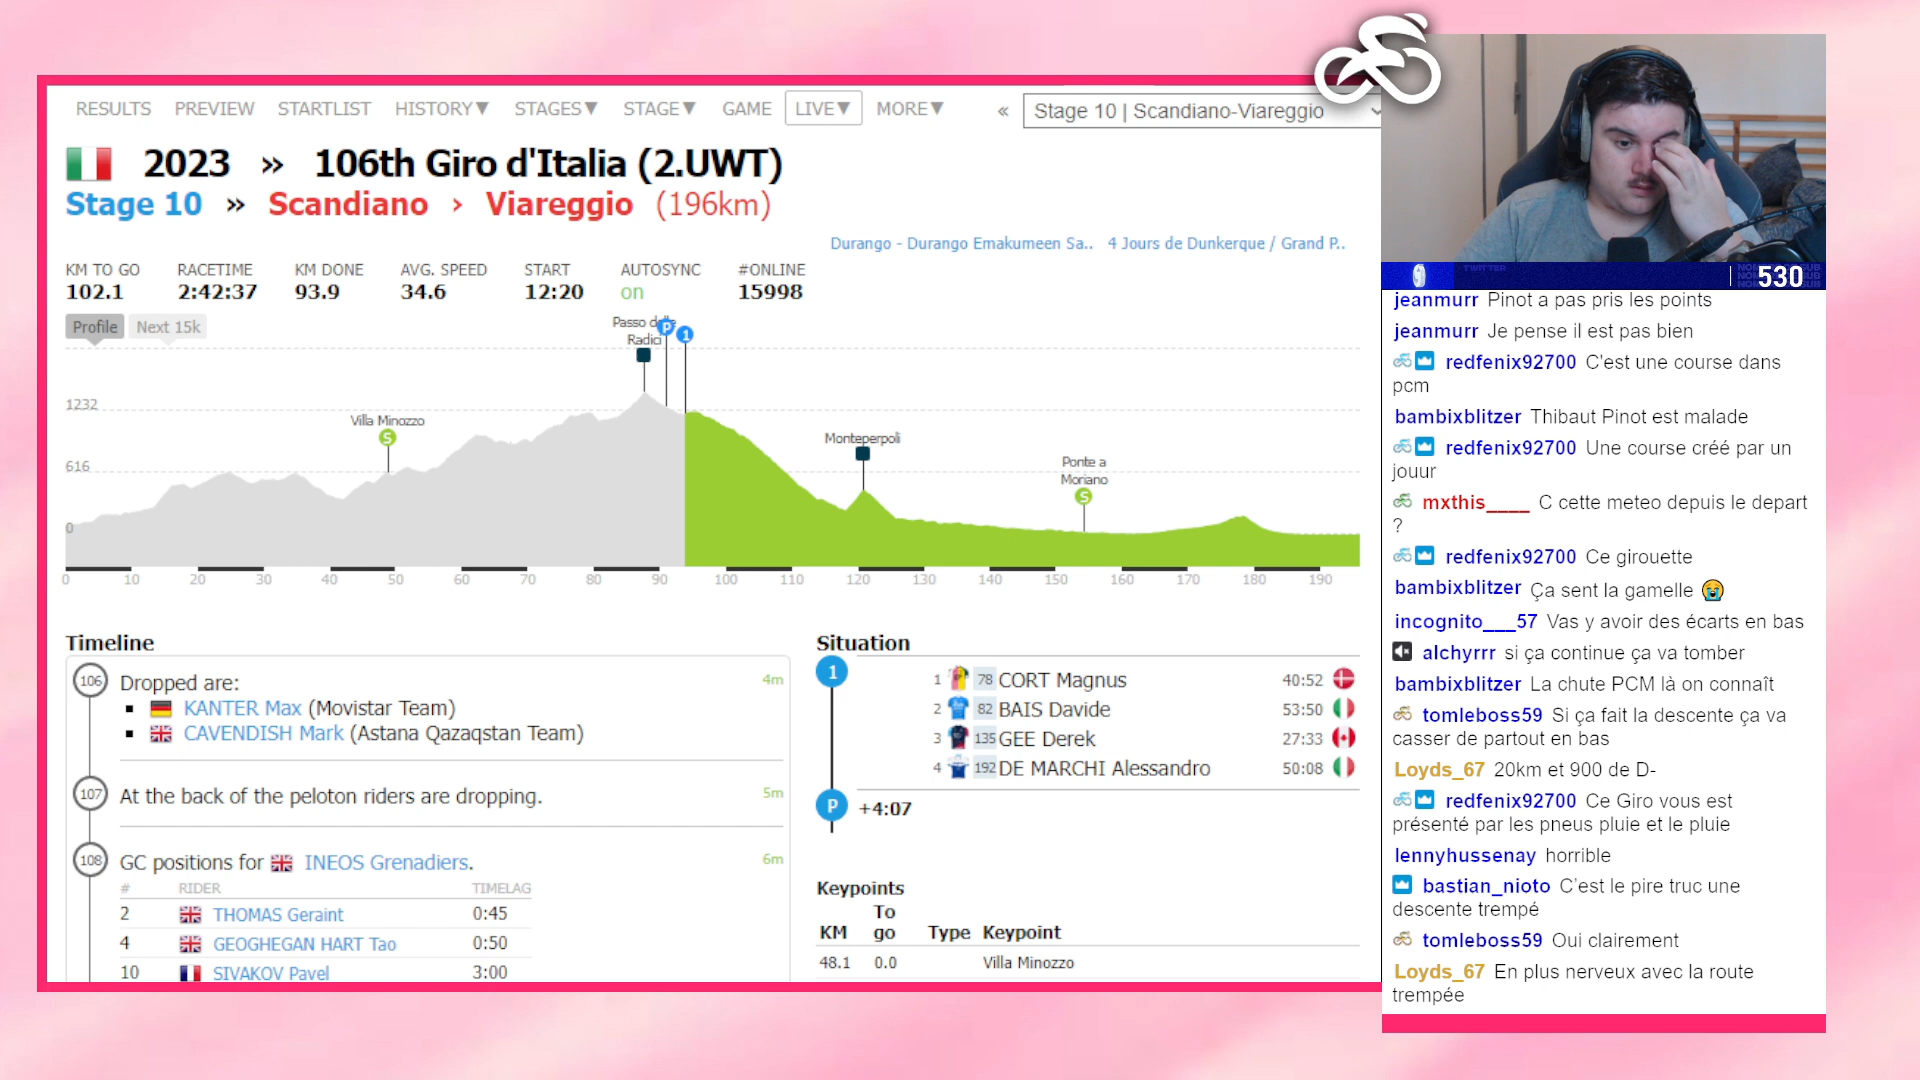 RESULTS PREVIEW STARTLIST HISTORY▼ STAGES▼ STAGE▼ GAME LIVE▼ MORE▼ « Stage 10 | Scandiano-Viareggio
2023 » 106th Giro d'Italia (2.UWT)
Stage 10 » Scandiano › Viareggio (196km)
Durango - Durango Emakumeen Sa.. 4 Jours de Dunkerque / Grand P..
KM TO GO RACETIME KM DONE AVG. SPEED START AUTOSYNC #ONLINE
102.1 2:42:37 93.9 34.6 12:20 on 15998
Profile Next 15k
Passo delle
Radici
P 1
1232
Villa Minozzo
S
Monteperpoli
616
Ponte a
Moriano
S
0
0 10 20 30 40 50 60 70 80 90 100 110 120 130 140 150 160 170 180 190
Timeline
106 Dropped are: 4m
KANTER Max (Movistar Team)
CAVENDISH Mark (Astana Qazaqstan Team)
107 At the back of the peloton riders are dropping. 5m
108 GC positions for INEOS Grenadiers. 6m
# RIDER TIMELAG
2 THOMAS Geraint 0:45
4 GEOGHEGAN HART Tao 0:50
10 SIVAKOV Pavel 3:00
Situation
1
1 78 CORT Magnus 40:52
2 82 BAIS Davide 53:50
3 135 GEE Derek 27:33
4 192 DE MARCHI Alessandro 50:08
P +4:07
Keypoints
KM To go Type Keypoint
48.1 0.0 Villa Minozzo
TWITTER
530
jeanmurr Pinot a pas pris les points
jeanmurr Je pense il est pas bien
redfenix92700 C'est une course dans
pcm
bambixblitzer Thibaut Pinot est malade
redfenix92700 Une course créé par un
jouur
mxthis____ C cette meteo depuis le depart
?
redfenix92700 Ce girouette
bambixblitzer Ça sent la gamelle 😭
incognito___57 Vas y avoir des écarts en bas
alchyrrr si ça continue ça va tomber
bambixblitzer La chute PCM là on connaît
tomleboss59 Si ça fait la descente ça va
casser de partout en bas
Loyds_67 20km et 900 de D-
redfenix92700 Ce Giro vous est
présenté par les pneus pluie et le pluie
lennyhussenay horrible
bastian_nioto C'est le pire truc une
descente trempé
tomleboss59 Oui clairement
Loyds_67 En plus nerveux avec la route
trempée